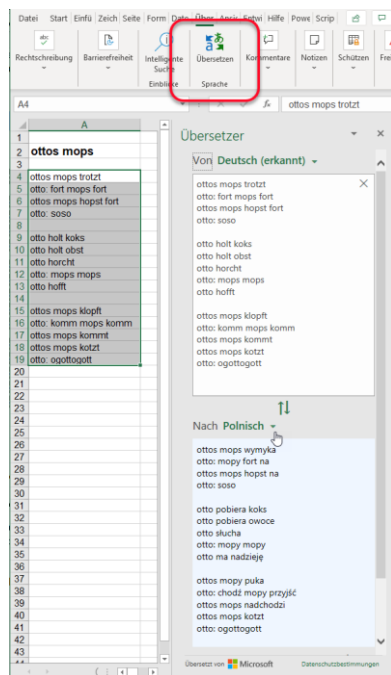 Datei Start Einfü Zeich Seite Form Date Über Ansic Entwi Hilfe Powe Scrip
Rechtschreibung
Barrierefreiheit
Intelligente Suche
Übersetzen
Kommentare
Notizen
Schützen
Einblicke
Sprache
A4
fx
ottos mops trotzt
A
1
2 ottos mops
3
4 ottos mops trotzt
5 otto: fort mops fort
6 ottos mops hopst fort
7 otto: soso
8
9 otto holt koks
10 otto holt obst
11 otto horcht
12 otto: mops mops
13 otto hofft
14
15 ottos mops klopft
16 otto: komm mops komm
17 ottos mops kommt
18 ottos mops kotzt
19 otto: ogottogott
20
21
22
23
24
25
26
27
28
29
30
31
32
33
34
35
36
37
38
39
40
41
42
43
44
Übersetzer
Von Deutsch (erkannt)
ottos mops trotzt
otto: fort mops fort
ottos mops hopst fort
otto: soso
otto holt koks
otto holt obst
otto horcht
otto: mops mops
otto hofft
ottos mops klopft
otto: komm mops komm
ottos mops kommt
ottos mops kotzt
otto: ogottogott
Nach Polnisch
ottos mops wymyka
otto: mopy fort na
ottos mops hopst na
otto: soso
otto pobiera koks
otto pobiera owoce
otto słucha
otto: mopy mopy
otto ma nadzieję
ottos mopy puka
otto: chodź mopy przyjść
ottos mops nadchodzi
ottos mops kotzt
otto: ogottogott
Übersetzt von Microsoft
Datenschutzbestimmungen